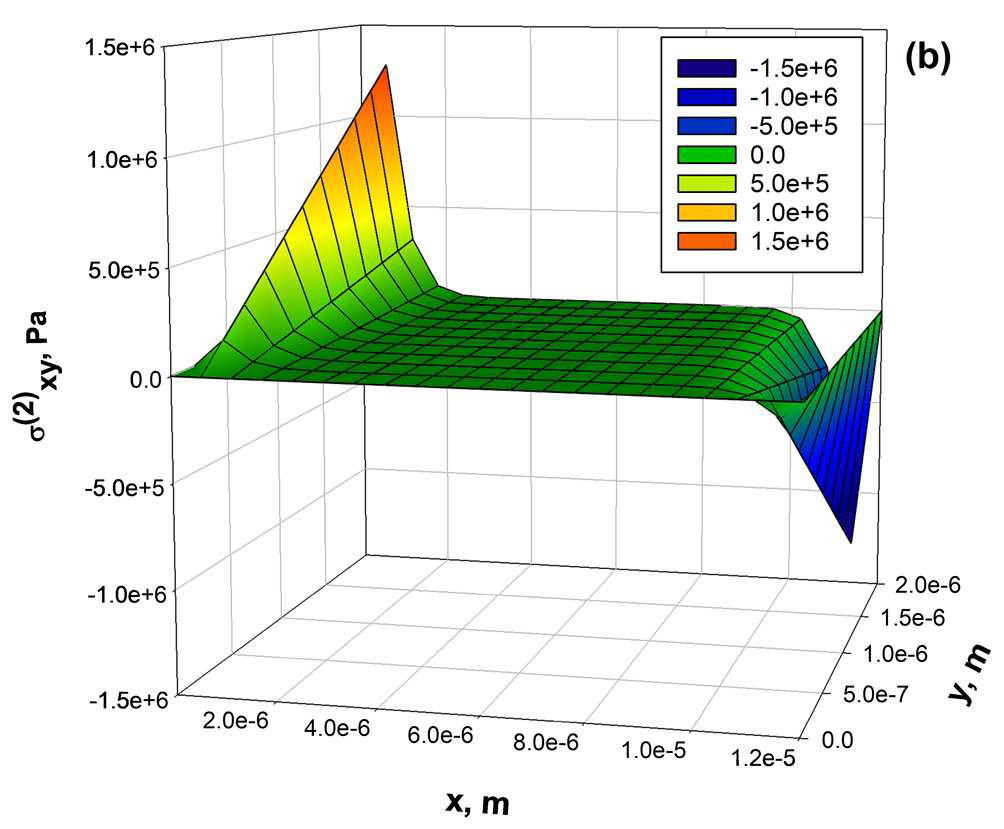 (b)
1.5e+6
1.0e+6
5.0e+5
0.0
-5.0e+5
-1.0e+6
-1.5e+6
σ(2)xy, Pa
-1.5e+6
-1.0e+6
-5.0e+5
0.0
5.0e+5
1.0e+6
1.5e+6
2.0e-6
1.5e-6
1.0e-6
5.0e-7
0.0
y, m
2.0e-6
4.0e-6
6.0e-6
8.0e-6
1.0e-5
1.2e-5
x, m